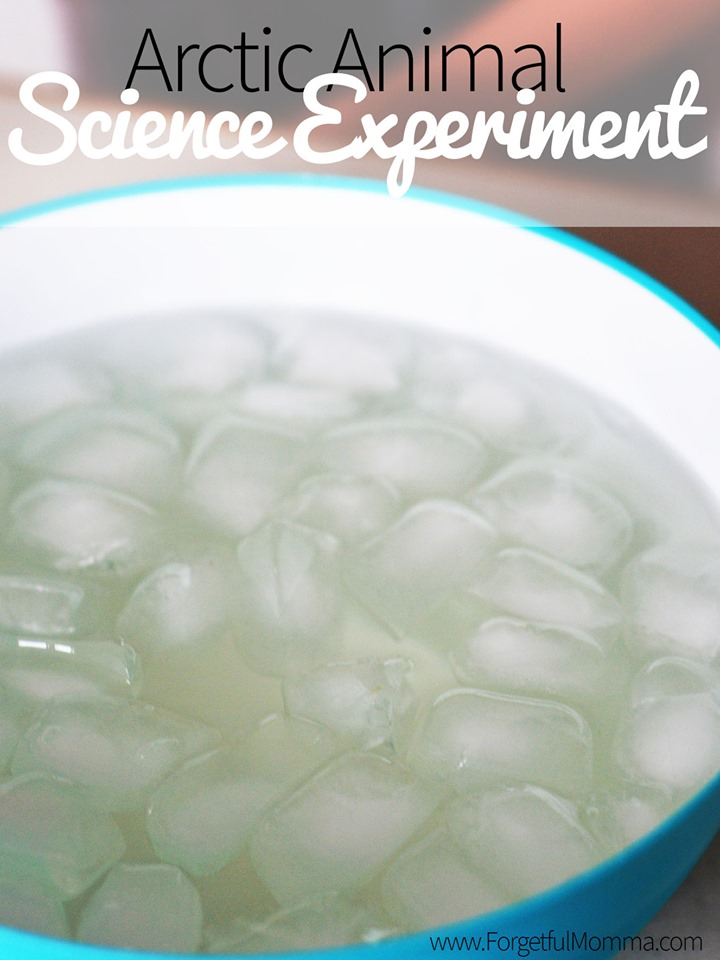 Arctic Animal
Science Experiment
www.ForgetfulMomma.com